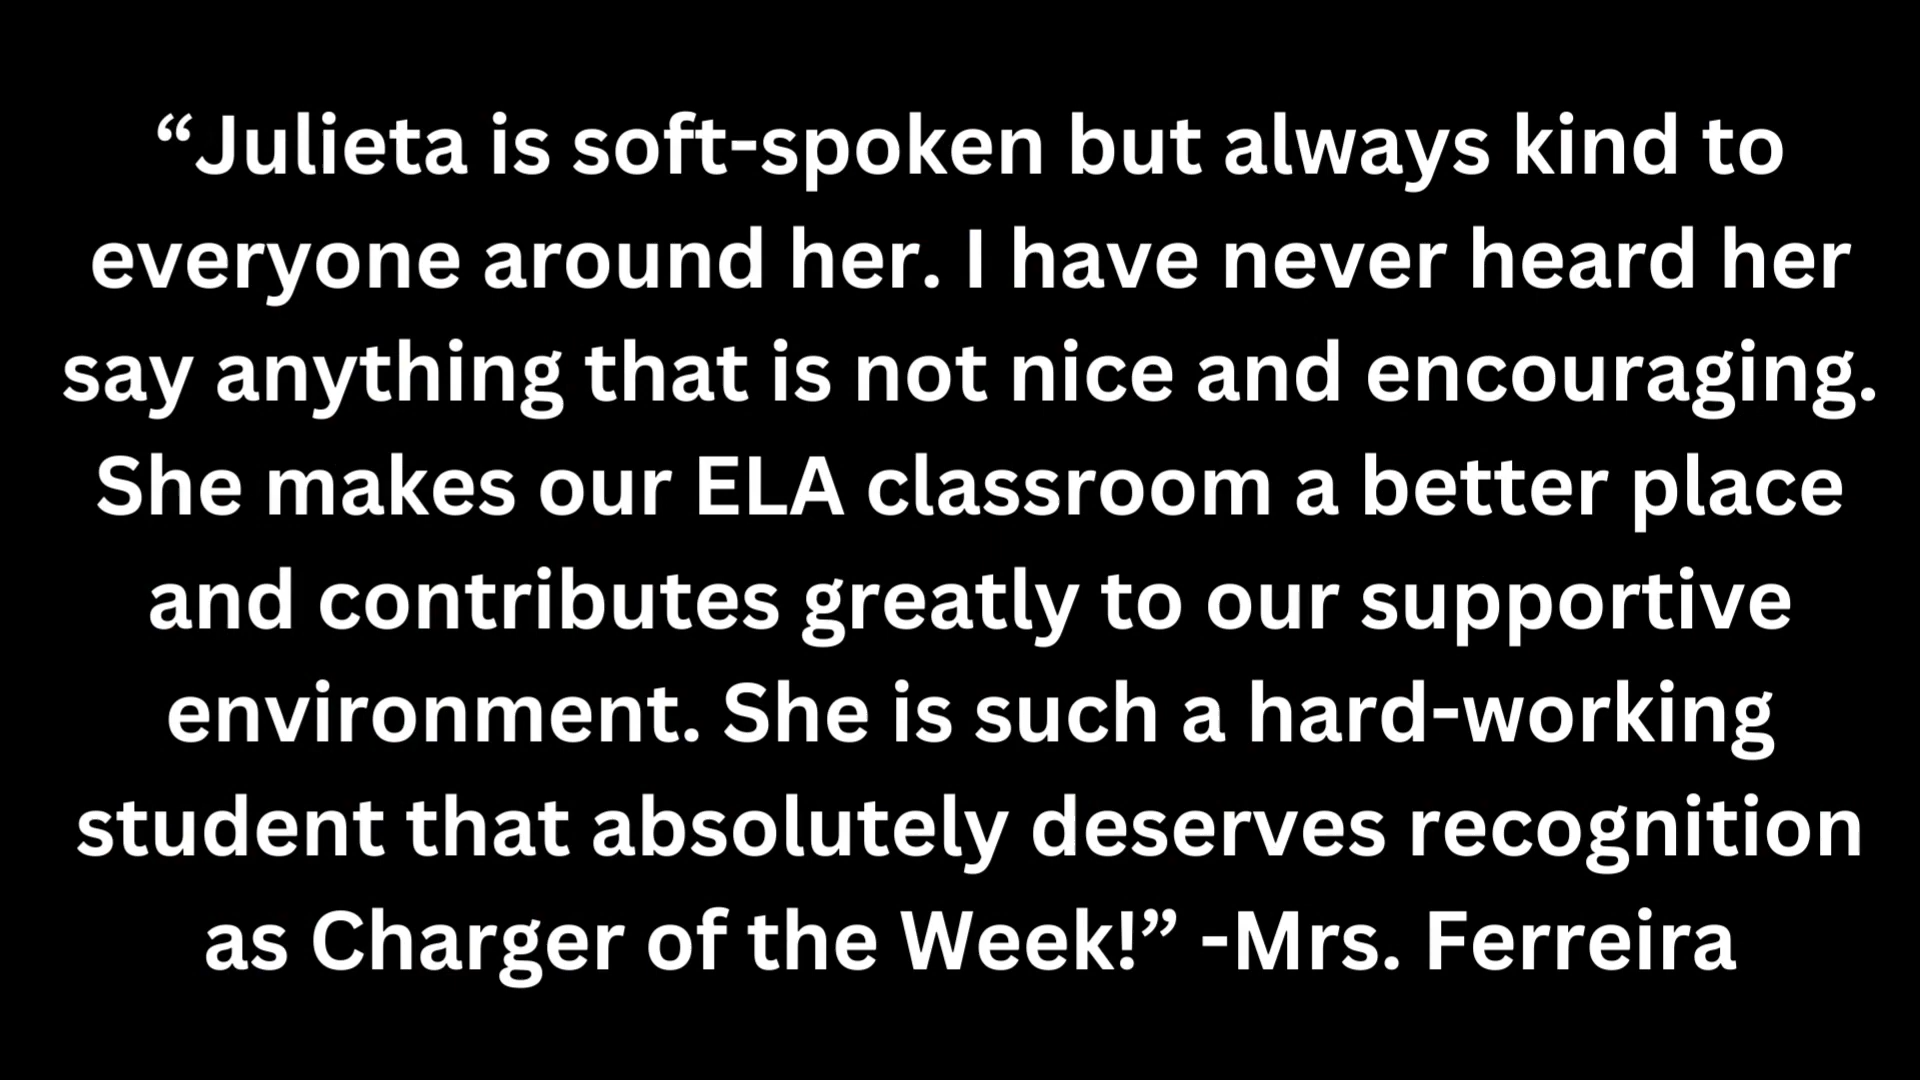 “Julieta is soft-spoken but always kind to
everyone around her. I have never heard her
say anything that is not nice and encouraging.
She makes our ELA classroom a better place
and contributes greatly to our supportive
environment. She is such a hard-working
student that absolutely deserves recognition
as Charger of the Week!” -Mrs. Ferreira